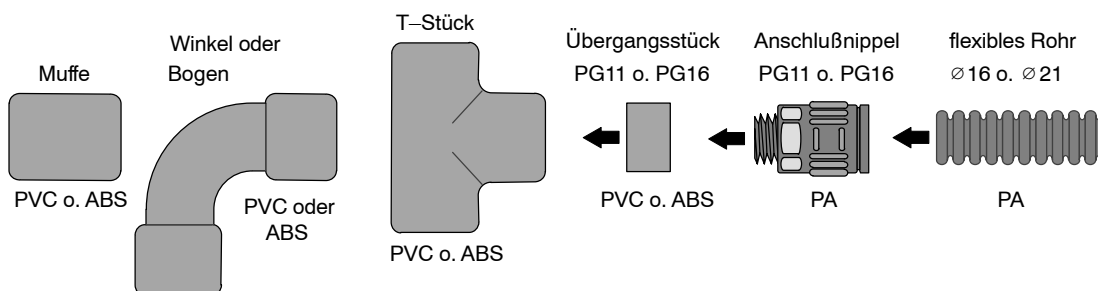 Muffe
PVC o. ABS
Winkel oder
Bogen
PVC oder
ABS
T–Stück
PVC o. ABS
Übergangsstück
PG11 o. PG16
PVC o. ABS
Anschlußnippel
PG11 o. PG16
PA
flexibles Rohr
∅16 o. ∅21
PA